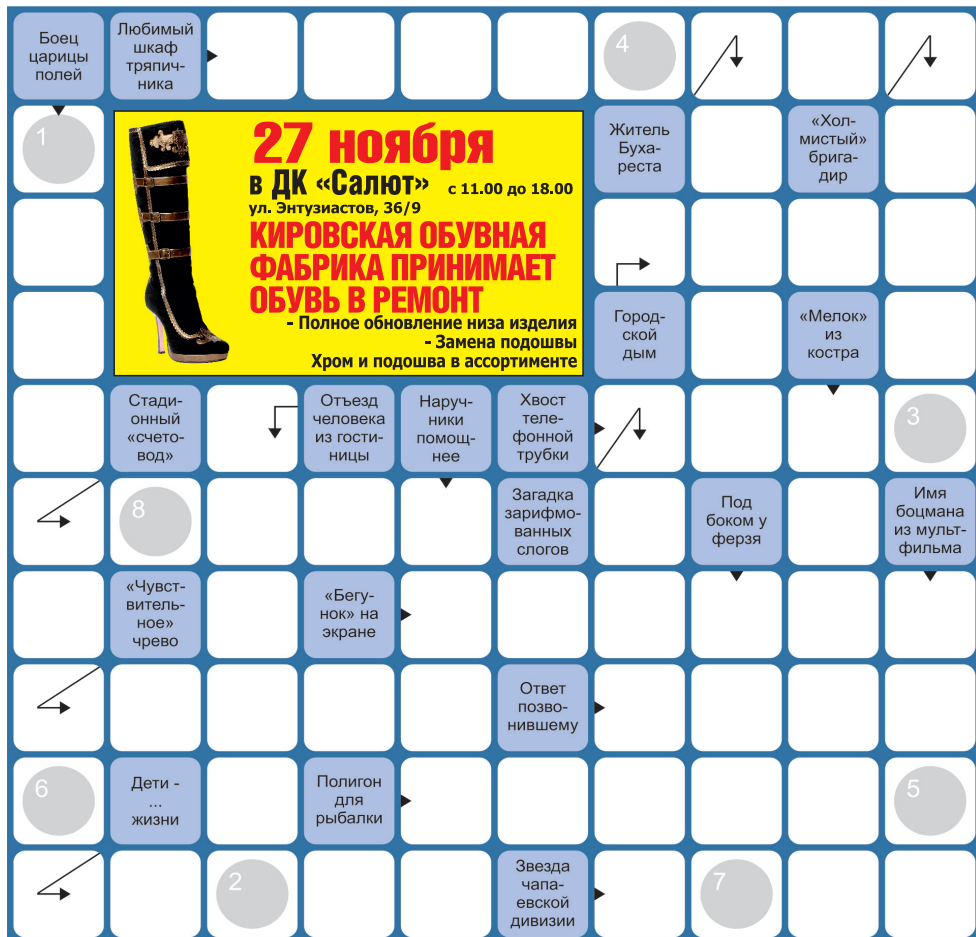 Боец
царицы
полей
Любимый
шкаф
тряпич-
ника
4
1
27 ноября
в ДК «Салют» с 11.00 до 18.00
ул. Энтузиастов, 36/9
КИРОВСКАЯ ОБУВНАЯ
ФАБРИКА ПРИНИМАЕТ
ОБУВЬ В РЕМОНТ
- Полное обновление низа изделия
- Замена подошвы
Хром и подошва в ассортименте
Житель
Буха-
реста
«Хол-
мистый»
брига-
дир
Город-
ской
дым
«Мелок»
из
костра
Стади-
онный
«счето-
вод»
Отъезд
человека
из гости-
ницы
Наруч-
ники
помощ-
нее
Хвост
теле-
фонной
трубки
3
8
Загадка
зарифмо-
ванных
слогов
Под
боком у
ферзя
Имя
боцмана
из мульт-
фильма
«Чувст-
витель-
ное»
чрево
«Бегу-
нок» на
экране
Ответ
позво-
нившему
6
Дети -
...
жизни
Полигон
для
рыбалки
5
2
Звезда
чапа-
евской
дивизии
7